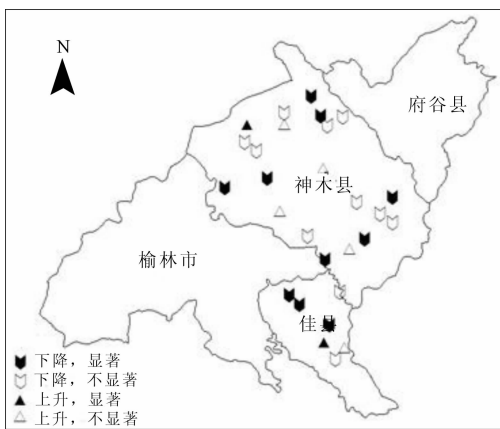 N
府谷县
神木县
榆林市
佳县
下降，显著
下降，不显著
上升，显著
上升，不显著